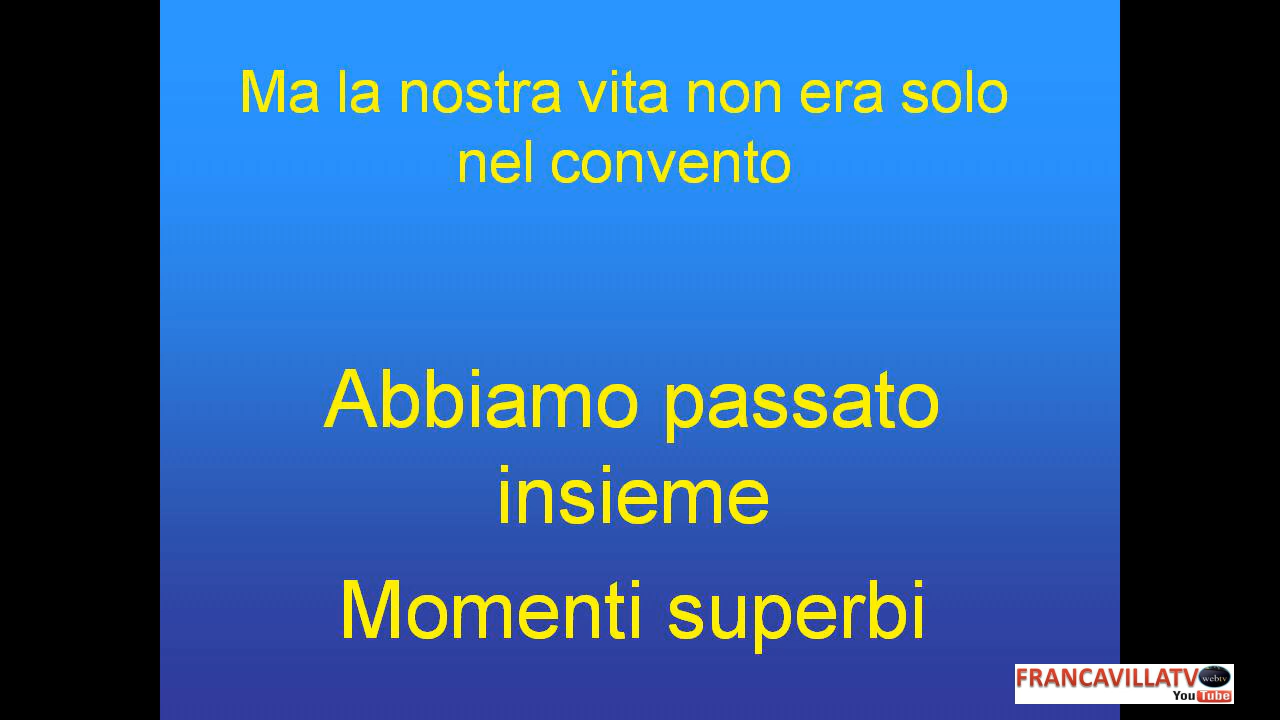 Ma la nostra vita non era solo
nel convento
Abbiamo passato
insieme
Momenti superbi
FRANCAVILLATV
webtv
YouTube